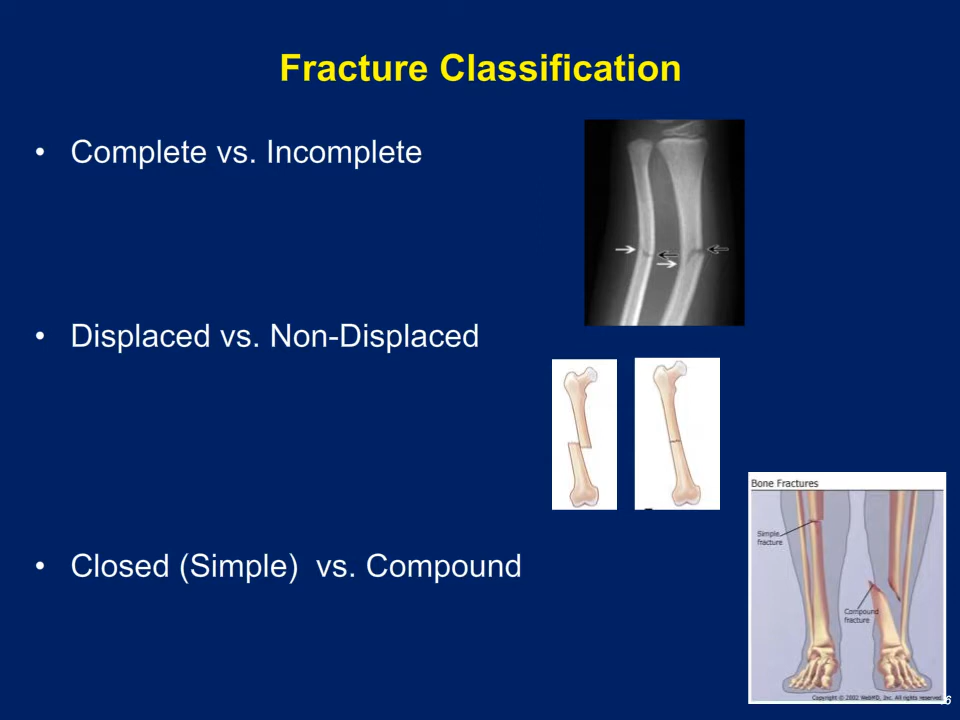 Fracture Classification
• Complete vs. Incomplete
• Displaced vs. Non-Displaced
Bone Fractures
Simple
fracture
• Closed (Simple) vs. Compound
Compound
fracture
Copyright © 2002 WebMD, Inc. All rights reserved.